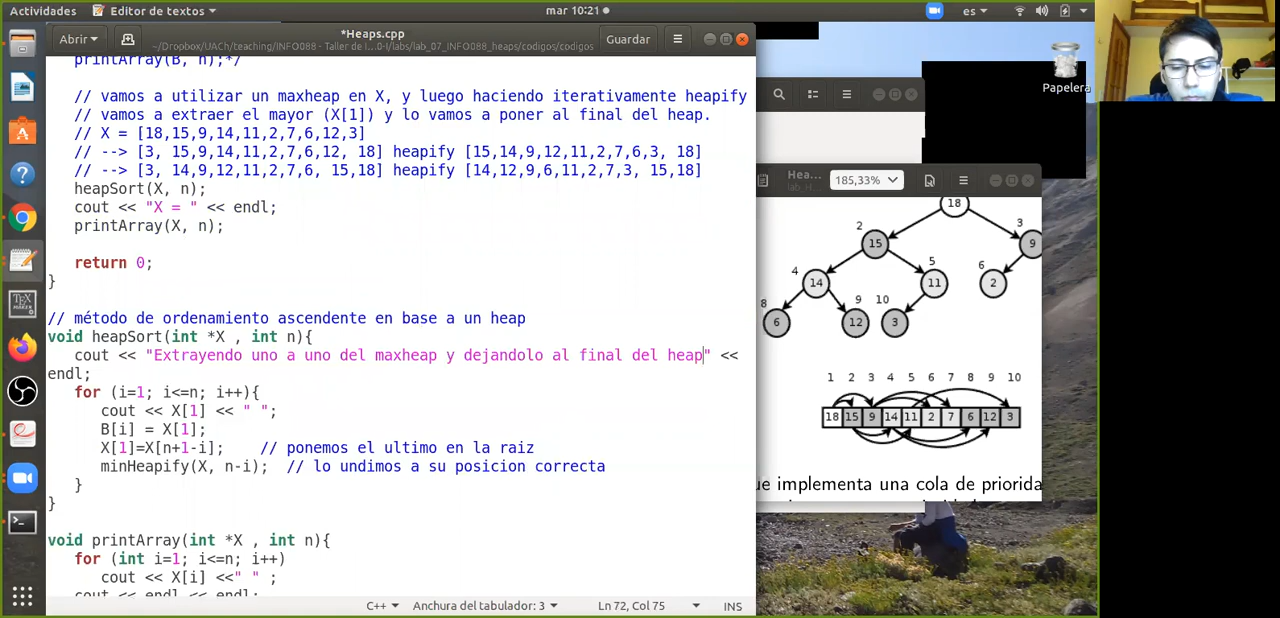 Actividades Editor de textos mar 10:21 es
Abrir *Heaps.cpp Guardar
~/Dropbox/UACh/teaching/INFO088 - Taller de I...0-I/labs/lab_07_INFO088_heaps/codigos/codigos
printArray(B, n);*/
// vamos a utilizar un maxheap en X, y luego haciendo iterativamente heapify
// vamos a extraer el mayor (X[1]) y lo vamos a poner al final del heap.
// X = [18,15,9,14,11,2,7,6,12,3]
// --> [3, 15,9,14,11,2,7,6,12, 18] heapify [15,14,9,12,11,2,7,6,3, 18]
// --> [3, 14,9,12,11,2,7,6, 15,18] heapify [14,12,9,6,11,2,7,3, 15,18]
heapSort(X, n);
cout << "X = " << endl;
printArray(X, n);
return 0;
}
// método de ordenamiento ascendente en base a un heap
void heapSort(int *X , int n){
cout << "Extrayendo uno a uno del maxheap y dejandolo al final del heap" <<
endl;
for (i=1; i<=n; i++){
cout << X[1] << " ";
B[i] = X[1];
X[1]=X[n+1-i]; // ponemos el ultimo en la raiz
minHeapify(X, n-i); // lo undimos a su posicion correcta
}
}
void printArray(int *X , int n){
for (int i=1; i<=n; i++)
cout << X[i] <<" " ;
cout << endl << endl;
C++ Anchura del tabulador: 3 Ln 72, Col 75 INS
Papelera
Hea...
185,33%
18
2 3
15 9
4 5 6
14 11 2
8 9 10
6 12 3
1 2 3 4 5 6 7 8 9 10
18 15 9 14 11 2 7 6 12 3
ue implementa una cola de priorida